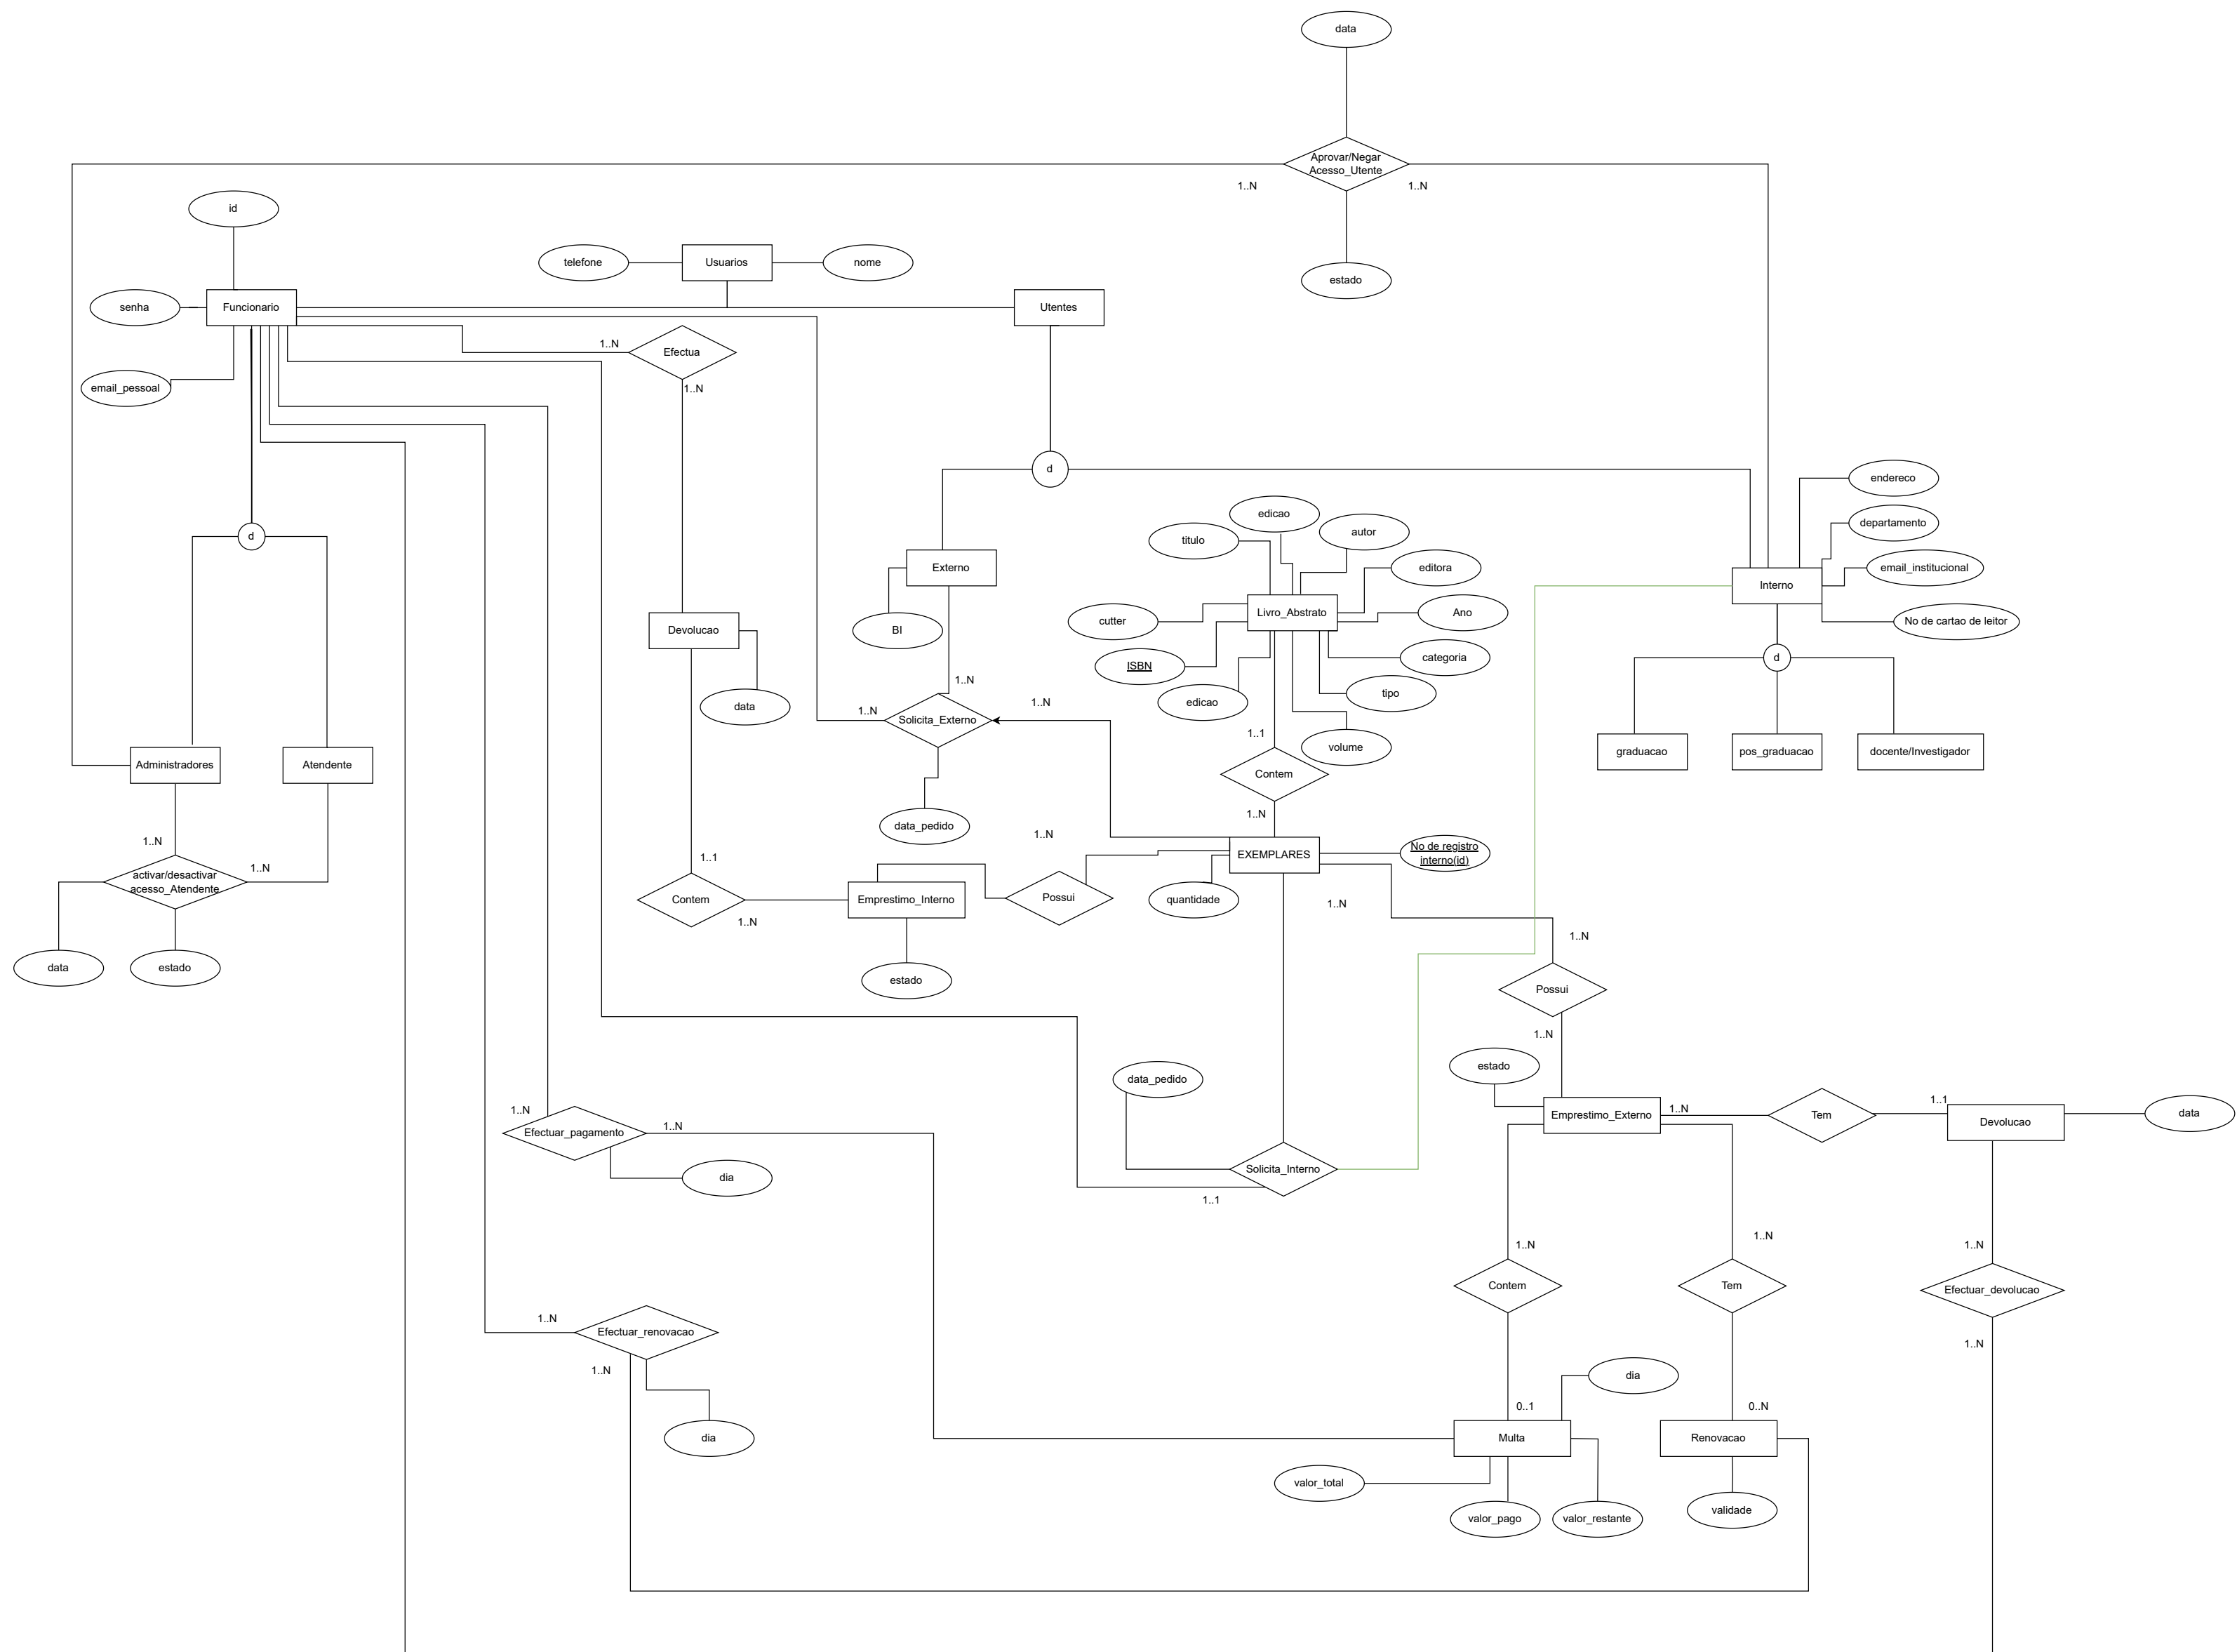 data
Aprovar/Negar
Acesso_Utente
1..N
1..N
id
telefone
Usuarios
nome
estado
senha
Funcionario
Utentes
1..N
Efectua
email_pessoal
1..N
d
endereco
edicao
departamento
autor
titulo
d
Externo
editora
email_institucional
Interno
Livro_Abstrato
Ano
cutter
No de cartao de leitor
Devolucao
BI
categoria
d
ISBN
1..N
tipo
edicao
data
1..N
1..N
Solicita_Externo
1..1
volume
graduacao
pos_graduacao
docente/Investigador
Administradores
Atendente
Contem
1..N
data_pedido
1..N
1..N
No de registro
interno(id)
EXEMPLARES
1..1
1..N
activar/desactivar
acesso_Atendente
Contem
Emprestimo_Interno
Possui
quantidade
1..N
1..N
1..N
data
estado
estado
Possui
1..N
estado
data_pedido
1..N
1..N
1..1
Emprestimo_Externo
Tem
Devolucao
data
Efectuar_pagamento
1..N
Solicita_Interno
dia
1..1
1..N
1..N
1..N
Contem
Tem
Efectuar_devolucao
1..N
Efectuar_renovacao
1..N
1..N
dia
0..1
0..N
dia
Multa
Renovacao
valor_total
validade
valor_pago
valor_restante